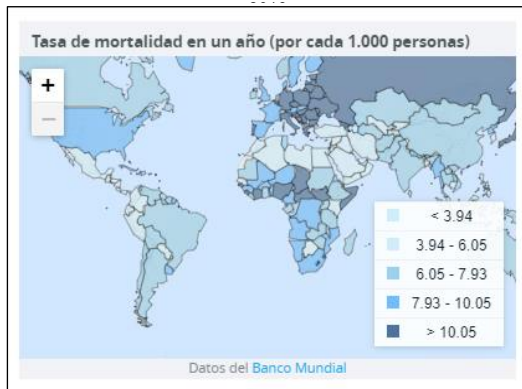 Tasa de mortalidad en un año (por cada 1.000 personas)
+
−
< 3.94
3.94 - 6.05
6.05 - 7.93
7.93 - 10.05
> 10.05
Datos del Banco Mundial